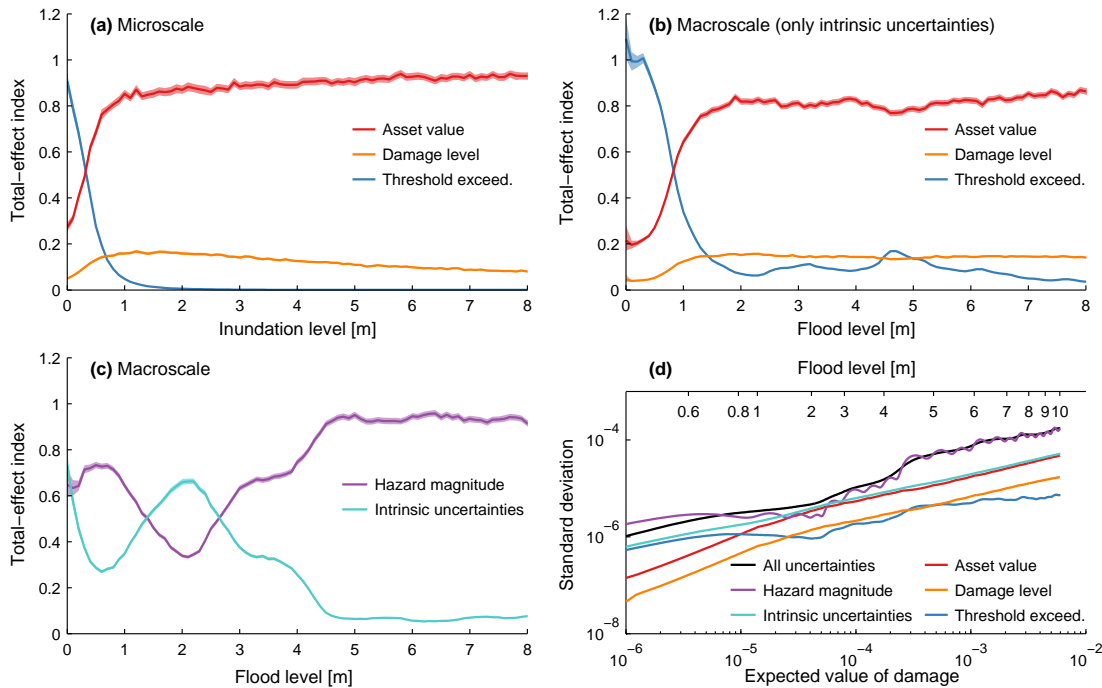 (a) Microscale
Total-effect index
1.2
1
0.8
0.6
0.4
0.2
0
Asset value
Damage level
Threshold exceed.
0 1 2 3 4 5 6 7 8
Inundation level [m]
(b) Macroscale (only intrinsic uncertainties)
Total-effect index
1.2
1
0.8
0.6
0.4
0.2
0
Asset value
Damage level
Threshold exceed.
0 1 2 3 4 5 6 7 8
Flood level [m]
(c) Macroscale
Total-effect index
1.2
1
0.8
0.6
0.4
0.2
0
Hazard magnitude
Intrinsic uncertainties
0 1 2 3 4 5 6 7 8
Flood level [m]
Flood level [m]
(d)
0.6 0.8 1 2 3 4 5 6 7 8 9 10
Standard deviation
10⁻⁴
10⁻⁶
10⁻⁸
All uncertainties
Hazard magnitude
Intrinsic uncertainties
Asset value
Damage level
Threshold exceed.
10⁻⁶ 10⁻⁵ 10⁻⁴ 10⁻³ 10⁻²
Expected value of damage